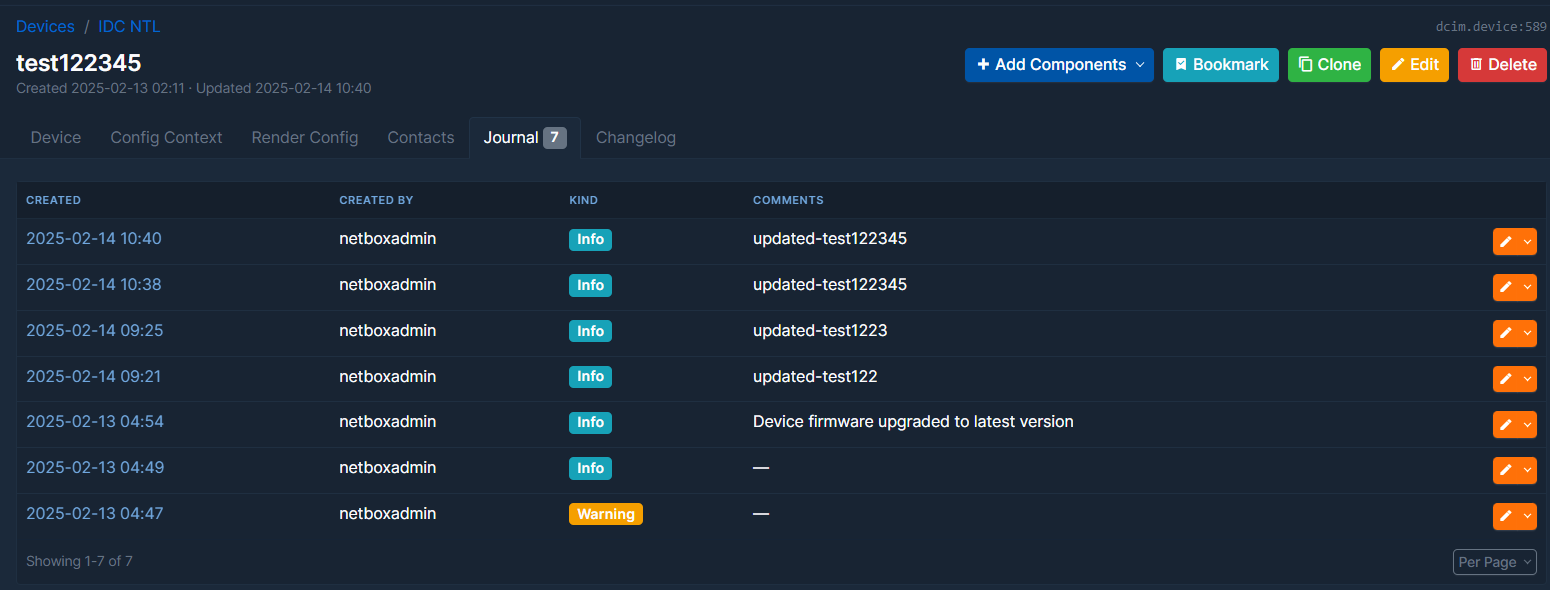 Devices / IDC NTL dcim.device:589
test122345
Add Components Bookmark Clone Edit Delete
Created 2025-02-13 02:11 · Updated 2025-02-14 10:40
Device Config Context Render Config Contacts Journal 7 Changelog
CREATED CREATED BY KIND COMMENTS
2025-02-14 10:40 netboxadmin Info updated-test122345
2025-02-14 10:38 netboxadmin Info updated-test122345
2025-02-14 09:25 netboxadmin Info updated-test1223
2025-02-14 09:21 netboxadmin Info updated-test122
2025-02-13 04:54 netboxadmin Info Device firmware upgraded to latest version
2025-02-13 04:49 netboxadmin Info —
2025-02-13 04:47 netboxadmin Warning —
Showing 1-7 of 7 Per Page